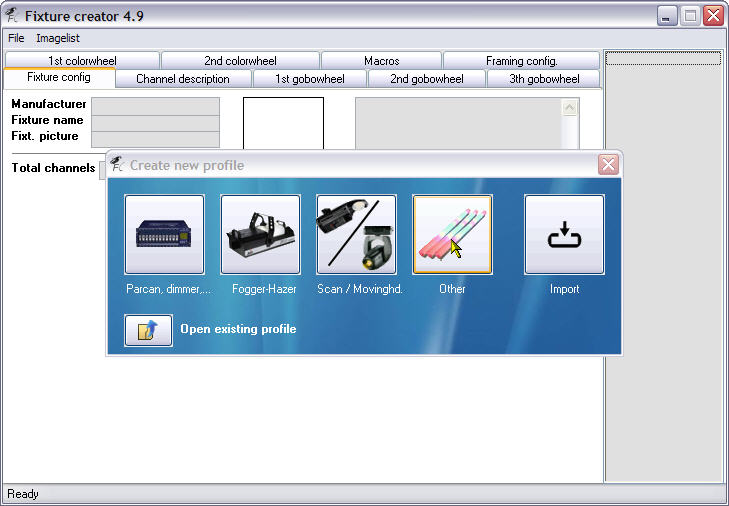 Fixture creator 4.9
File Imagelist
1st colorwheel 2nd colorwheel Macros Framing config.
Fixture config Channel description 1st gobowheel 2nd gobowheel 3th gobowheel
Manufacturer
Fixture name
Fixt. picture
Total channels
Create new profile
Parcan, dimmer,... Fogger-Hazer Scan / Movinghd. Other Import
Open existing profile
Ready